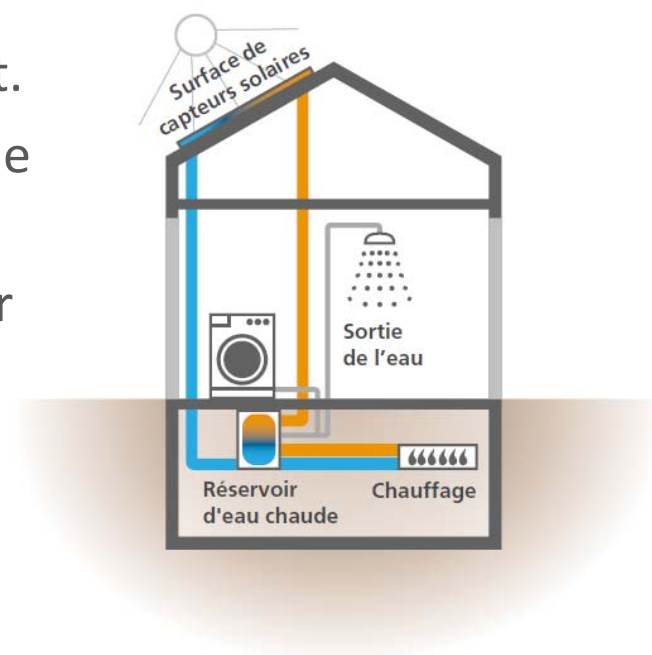 t.
e
r
Surface de
capteurs solaires
Sortie
de l’eau
Réservoir
d'eau chaude
Chauffage